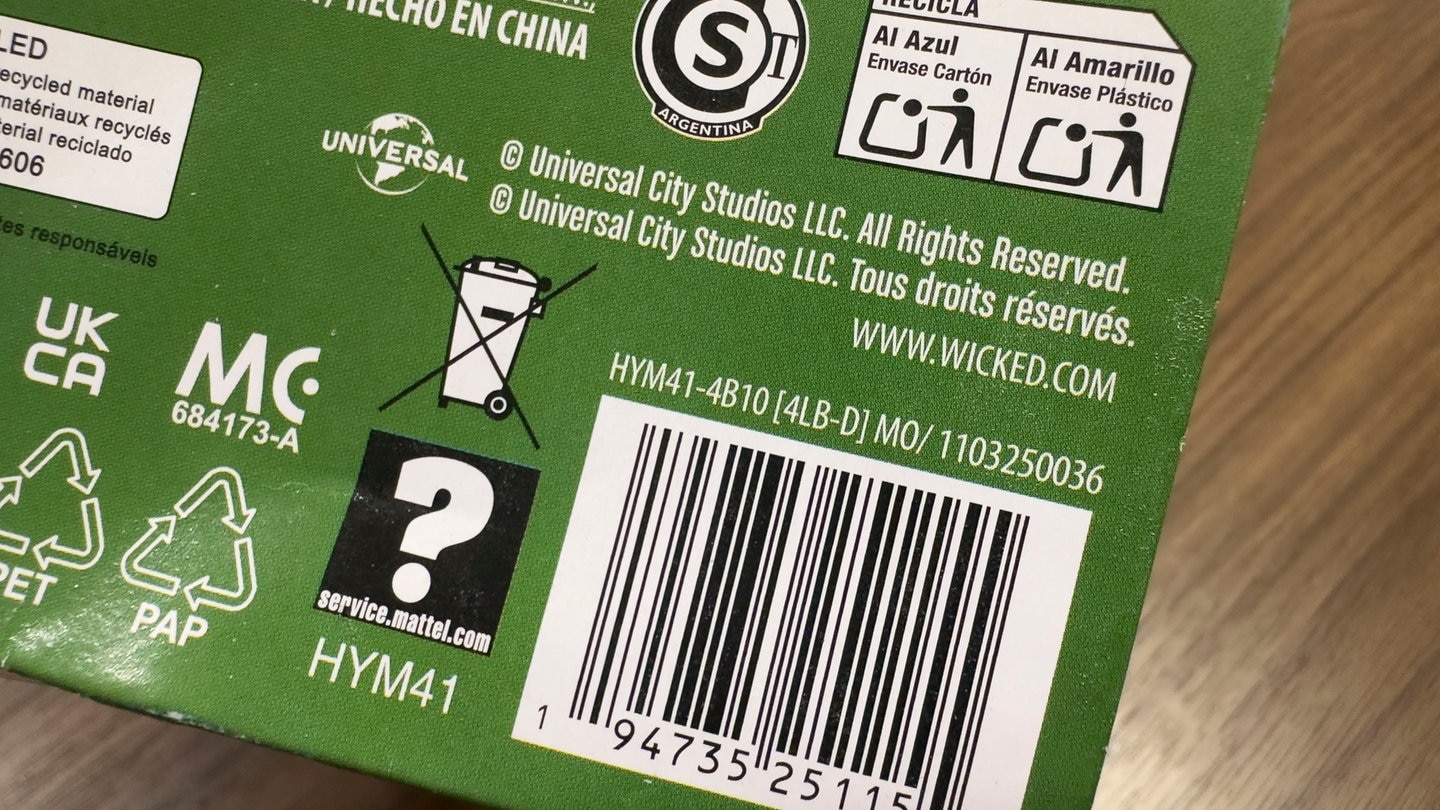 HECHO EN CHINA
LED
recycled material
matériaux recyclés
material reciclado
606
responsáveis
UNIVERSAL
S T
ARGENTINA
RECICLA
Al Azul
Envase Cartón
Al Amarillo
Envase Plástico
© Universal City Studios LLC. All Rights Reserved.
© Universal City Studios LLC. Tous droits réservés.
WWW.WICKED.COM
UK
CA
MC
684173-A
PET
PAP
?
service.mattel.com
HYM41
HYM41-4B10 [4LB-D] MO/ 1103250036
1 94735 25115